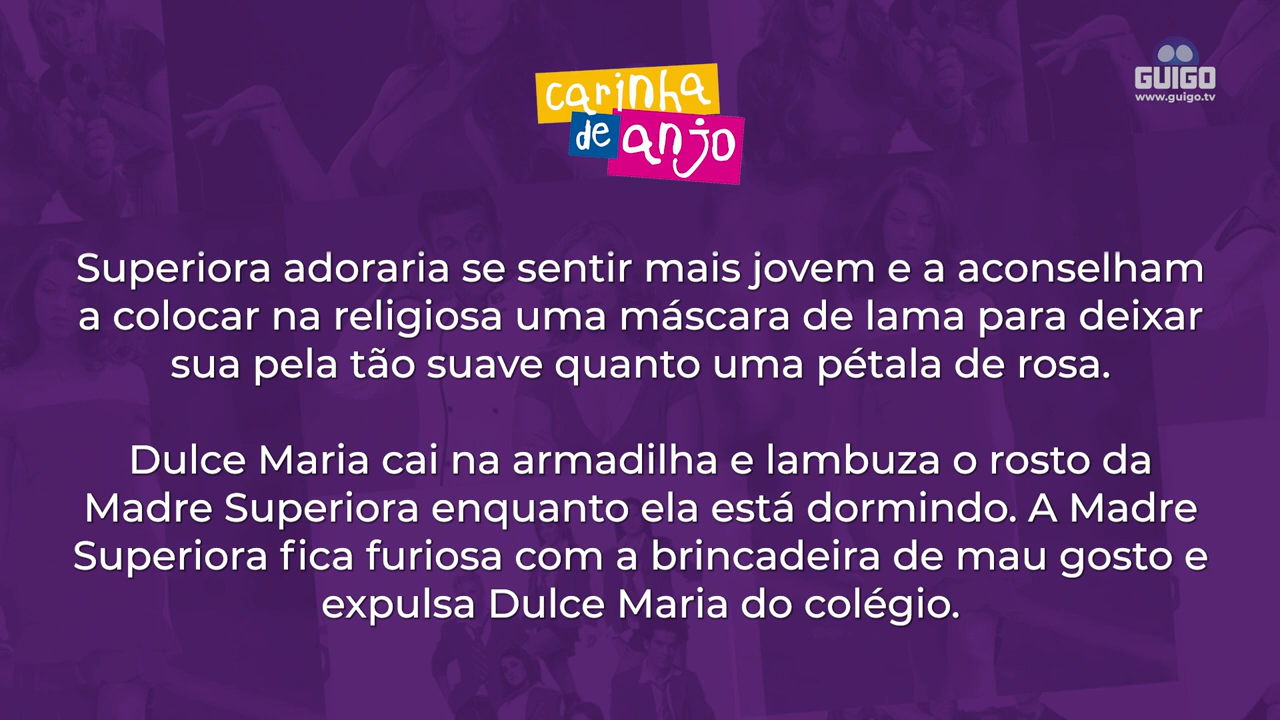 carinha
de anjo
GUIGO
www.guigo.tv
Superiora adoraria se sentir mais jovem e a aconselham
a colocar na religiosa uma máscara de lama para deixar
sua pela tão suave quanto uma pétala de rosa.
Dulce Maria cai na armadilha e lambuza o rosto da
Madre Superiora enquanto ela está dormindo. A Madre
Superiora fica furiosa com a brincadeira de mau gosto e
expulsa Dulce Maria do colégio.